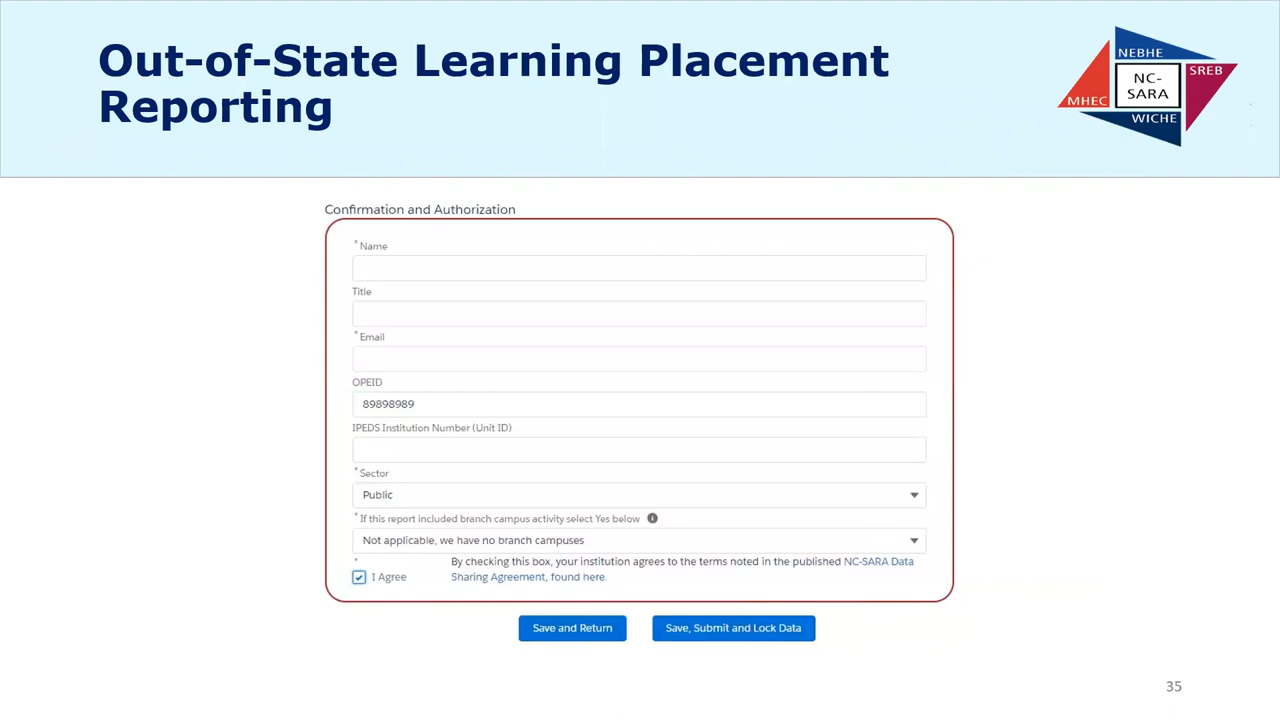 Out-of-State Learning Placement
Reporting
NEBHE
SREB
NC-
SARA
MHEC
WICHE
Confirmation and Authorization
* Name
Title
* Email
OPEID
89898989
IPEDS Institution Number (Unit ID)
* Sector
Public
* If this report included branch campus activity select Yes below
Not applicable, we have no branch campuses
*
By checking this box, your institution agrees to the terms noted in the published NC-SARA Data
I Agree
Sharing Agreement, found here.
Save and Return
Save, Submit and Lock Data
35